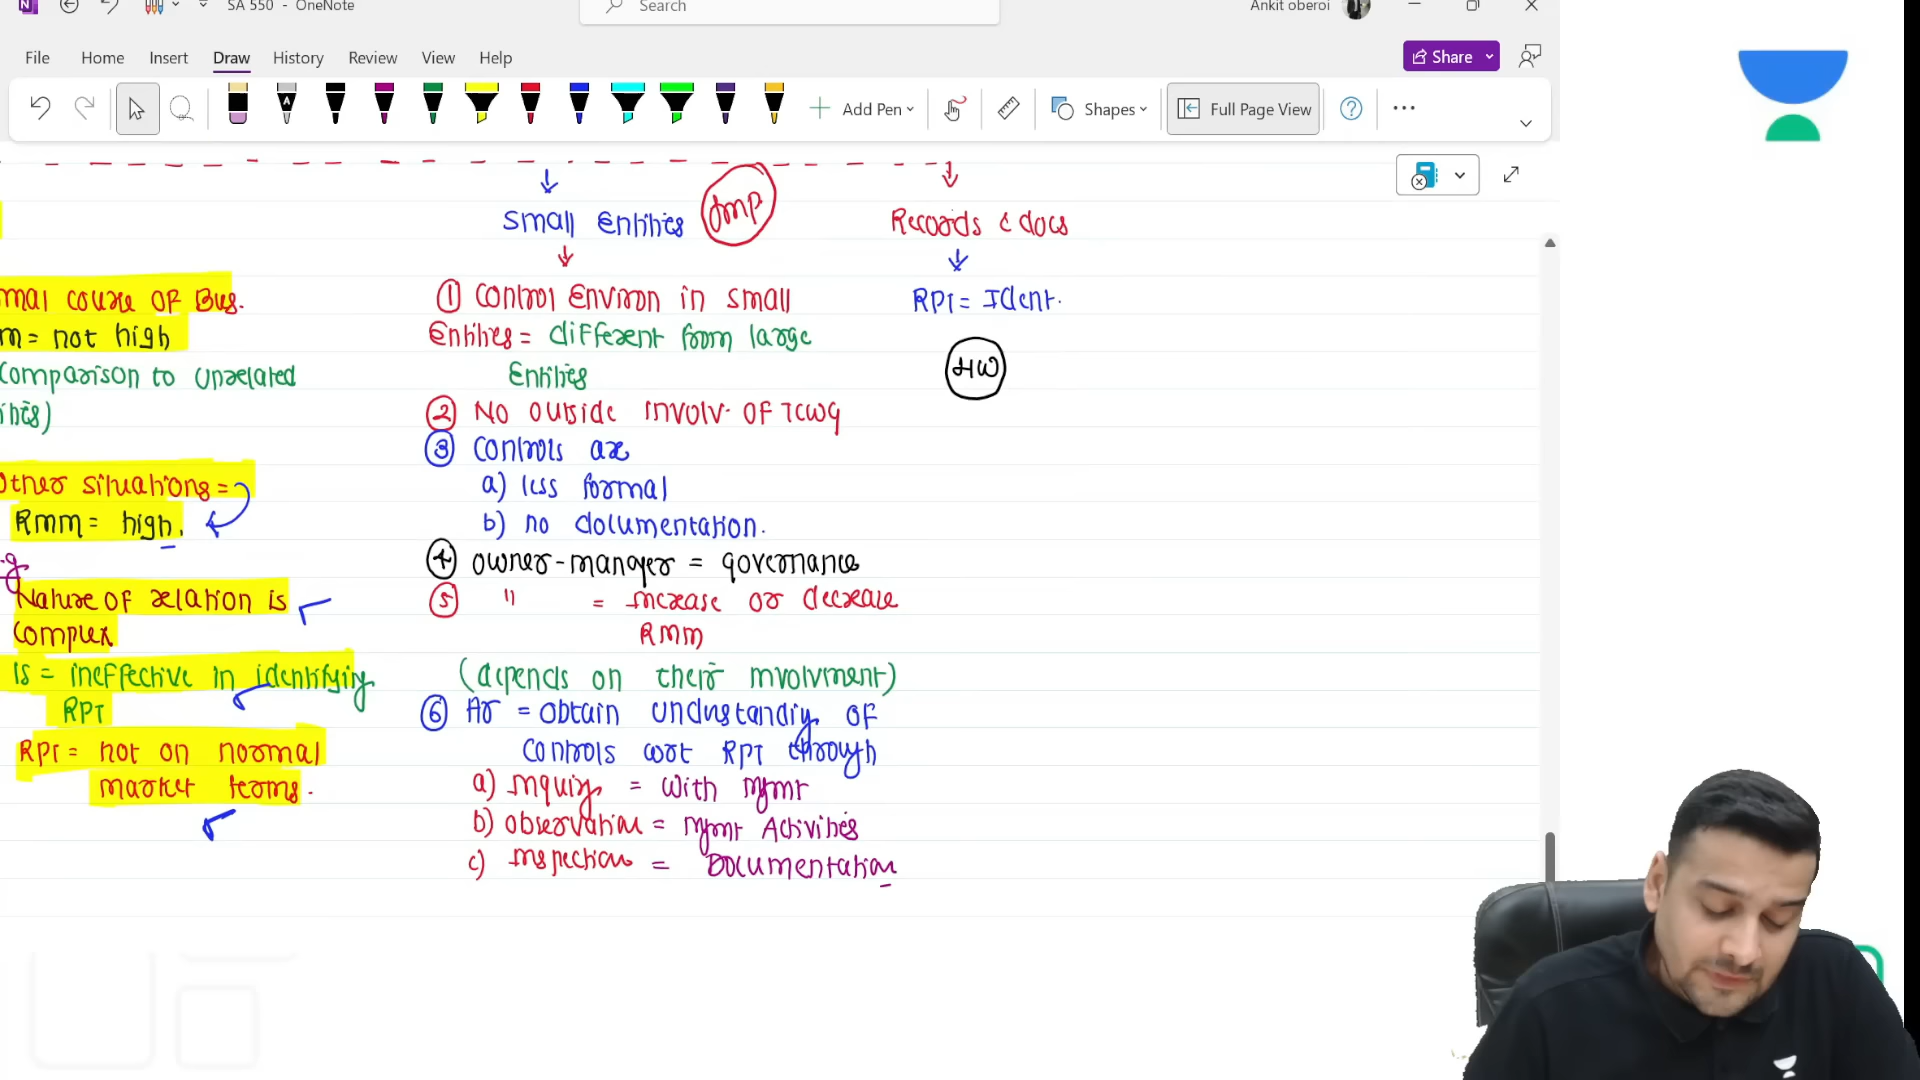 SA 550 - OneNote
Search
Ankit oberoi
File Home Insert Draw History Review View Help
Share
Add Pen
Shapes
Full Page View
Small Entities
Imp
Records & docs
mal course of Bus.
m = not high
Comparison to unrelated
Other situations =
Rmm = high.
Nature of relation is
Complex
IS = ineffective in identifying
RPT
RPT = not on normal
market terms.
① Control Environ in small
Entities = different from large
Entities
② No outside involv. of TCWG
③ Controls are
a) less formal
b) no documentation.
④ owner-manager = governance
⑤ " = increase or decrease
RMM
(depends on their involvment)
⑥ Ar = obtain understanding of
Controls wrt RPT through
a) inquiry = with mgmt
b) observation = mgmt Activities
c) inspection = Documentation
RPT = Ident.
HW